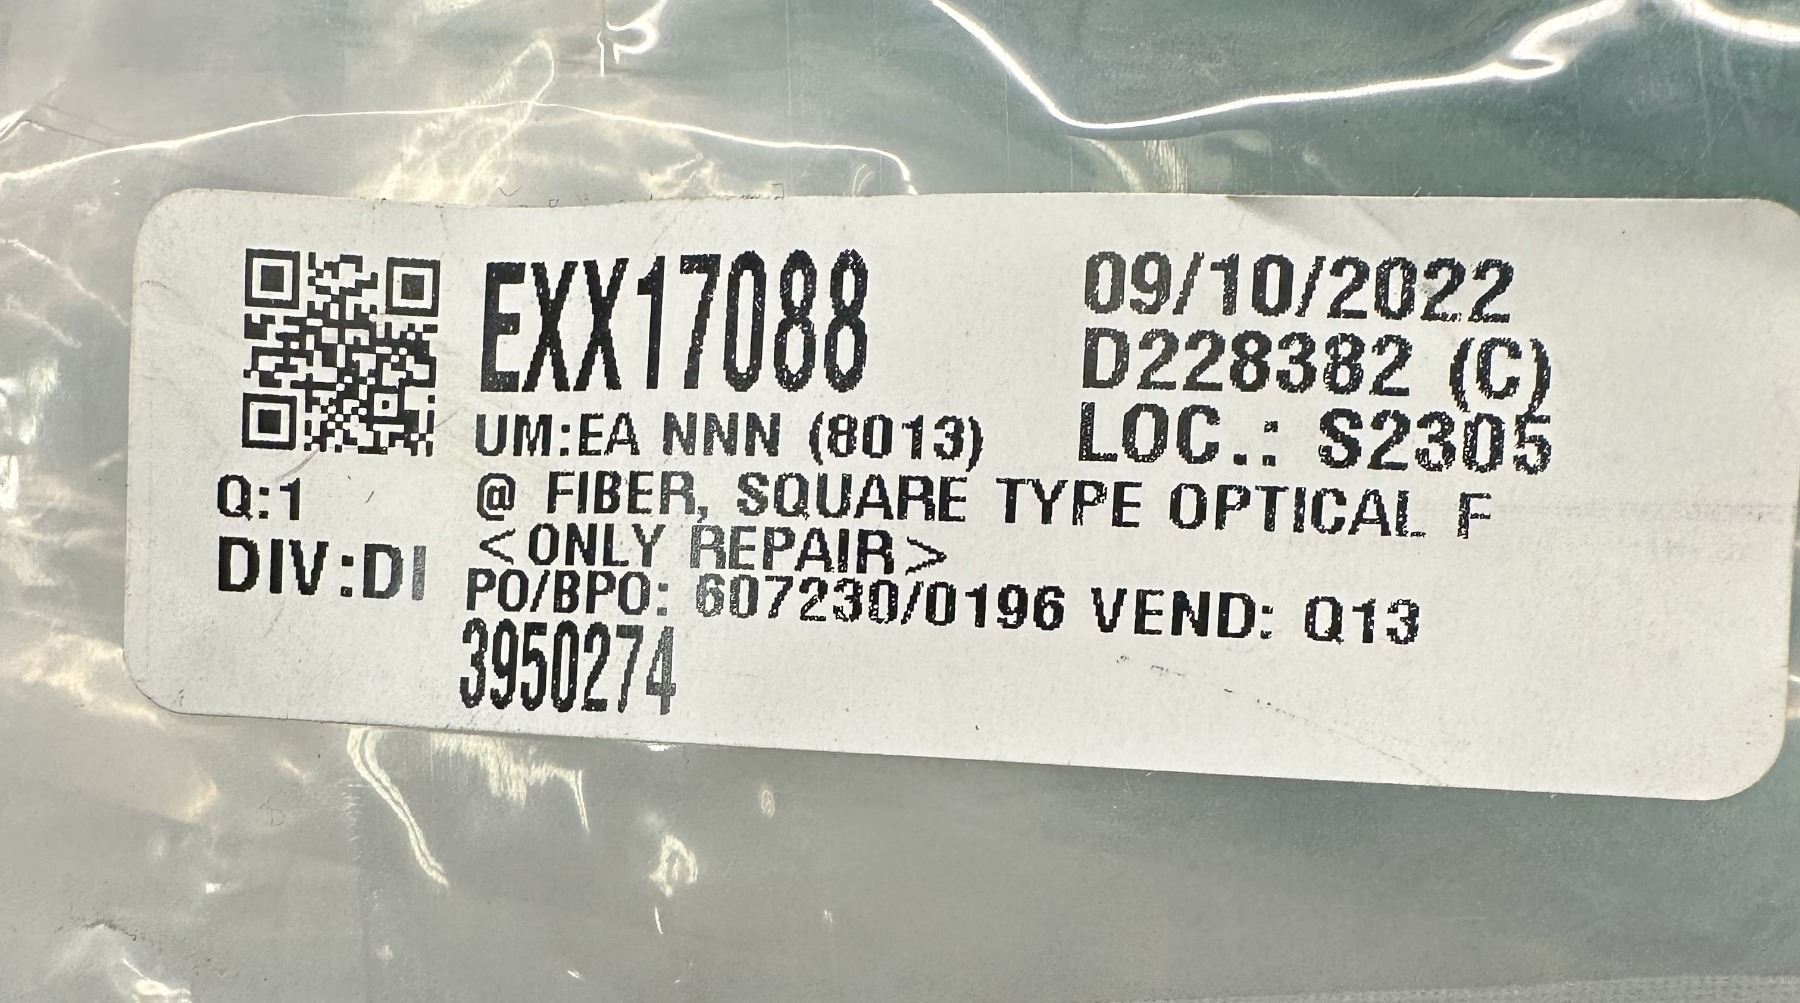 EXX17088
09/10/2022
D228382 (C)
UM:EA NNN (8013)
LOC.: S2305
Q:1
@ FIBER, SQUARE TYPE OPTICAL F
<ONLY REPAIR>
DIV:DI
PO/BPO: 607230/0196 VEND: Q13
3950274